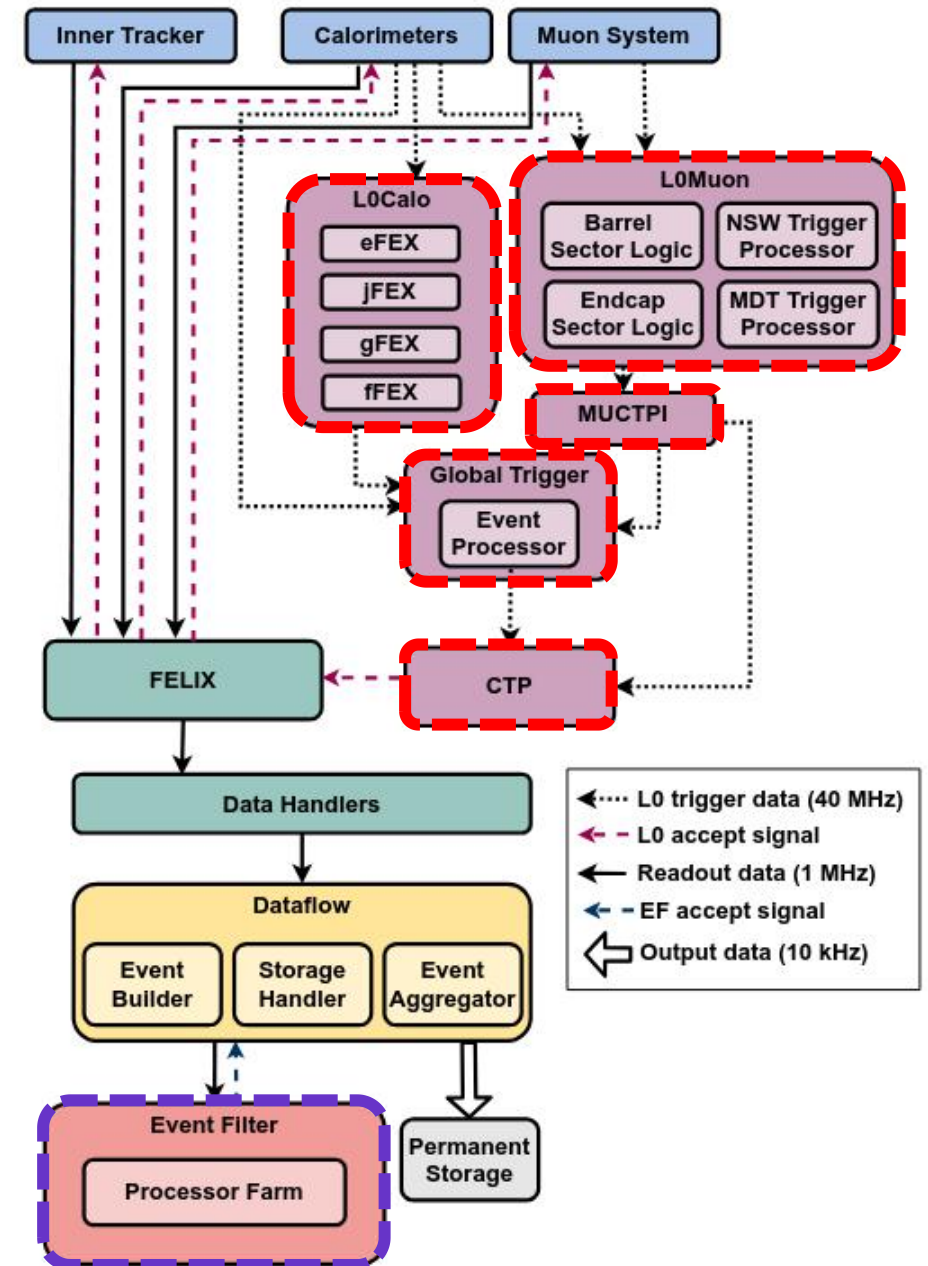 Inner Tracker
Calorimeters
Muon System
L0Calo
eFEX
jFEX
gFEX
fFEX
L0Muon
Barrel
Sector Logic
NSW Trigger
Processor
Endcap
Sector Logic
MDT Trigger
Processor
MUCTPI
Global Trigger
Event
Processor
CTP
FELIX
Data Handlers
Dataflow
Event
Builder
Storage
Handler
Event
Aggregator
Event Filter
Processor Farm
Permanent
Storage
L0 trigger data (40 MHz)
L0 accept signal
Readout data (1 MHz)
EF accept signal
Output data (10 kHz)